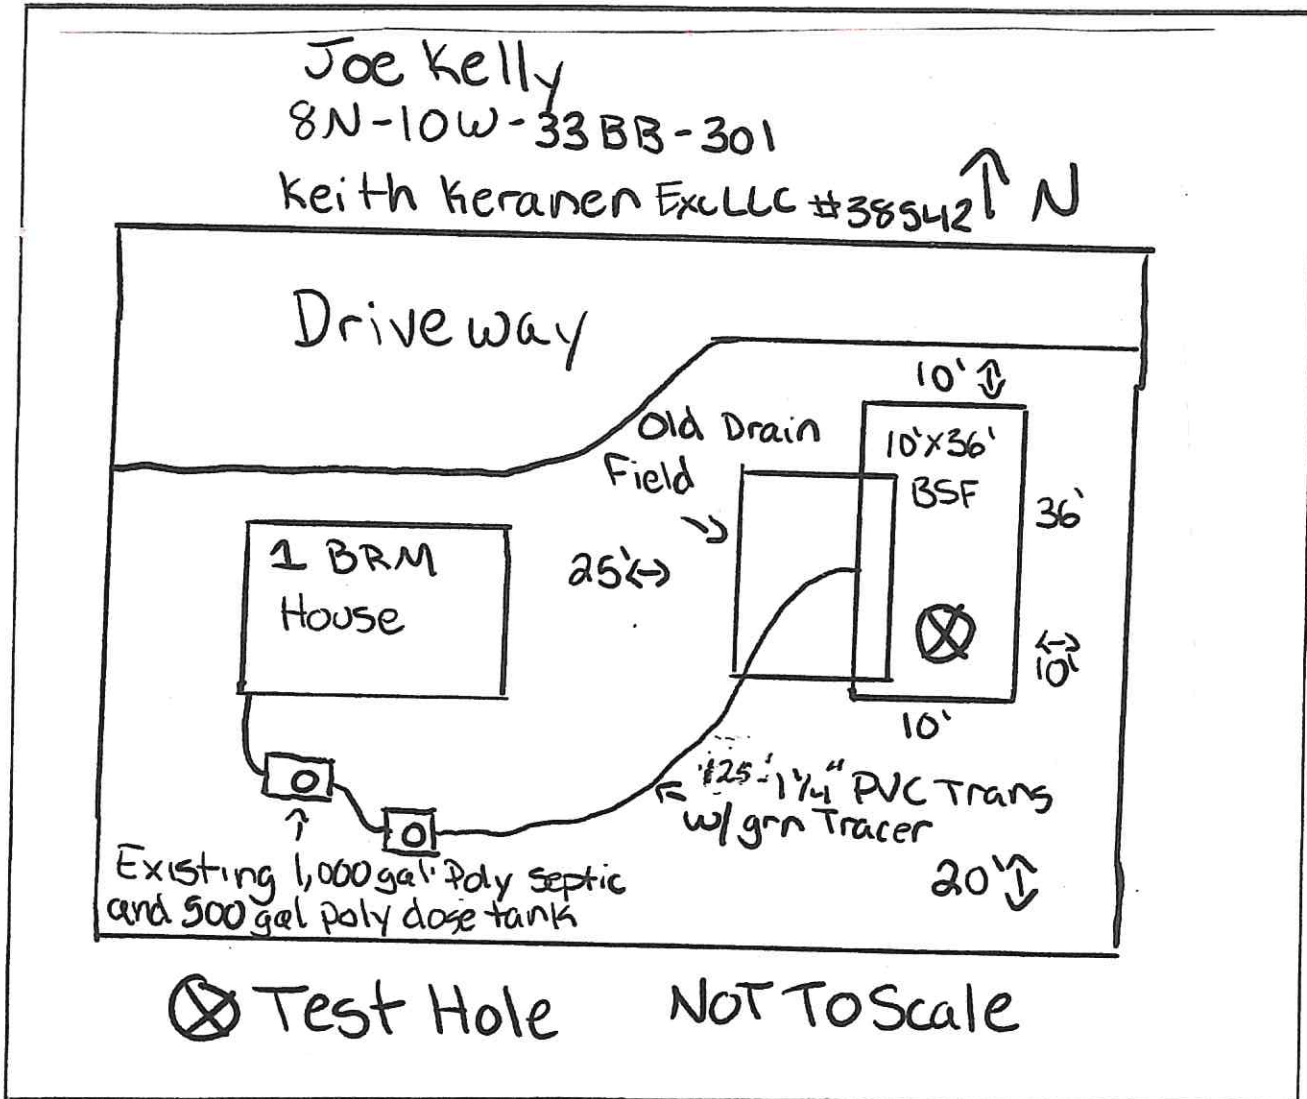 Joe Kelly
8N-10W-33BB-301
Keith Keranen Exc LLC #38542 N
Driveway
10'
Old Drain
Field
10'x36'
BSF
36'
1 BRM
House
25'
10'
10'
125' 1 1/4" PVC Trans
w/ grn Tracer
Existing 1,000 gal Poly Septic
and 500 gal poly dose tank
20'
Test Hole
NOT To Scale